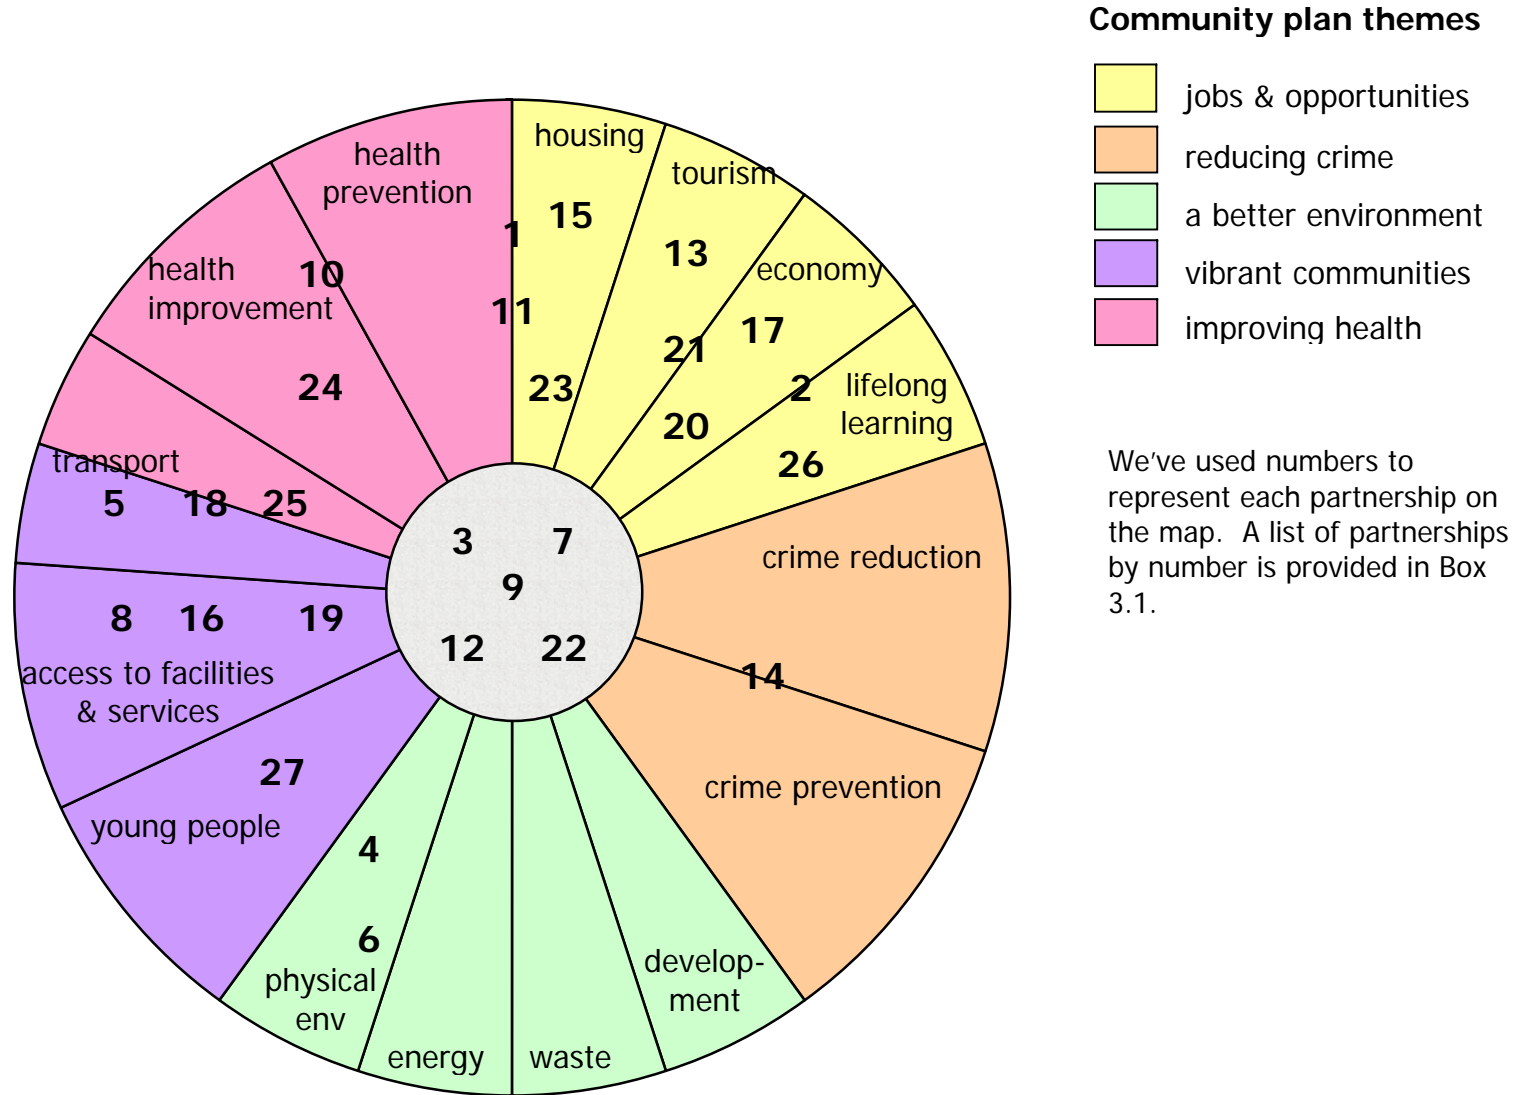 Community plan themes
jobs & opportunities
reducing crime
a better environment
vibrant communities
improving health
We've used numbers to
represent each partnership on
the map. A list of partnerships
by number is provided in Box
3.1.
housing
15
1
11
23
tourism
13
21
economy
17
20
2
lifelong
learning
26
crime reduction
14
crime prevention
develop-
ment
waste
energy
4
6
physical
env
27
young people
8 16 19
access to facilities
& services
transport
5 18 25
health
improvement
24
10
health
prevention
3 7
9
12 22